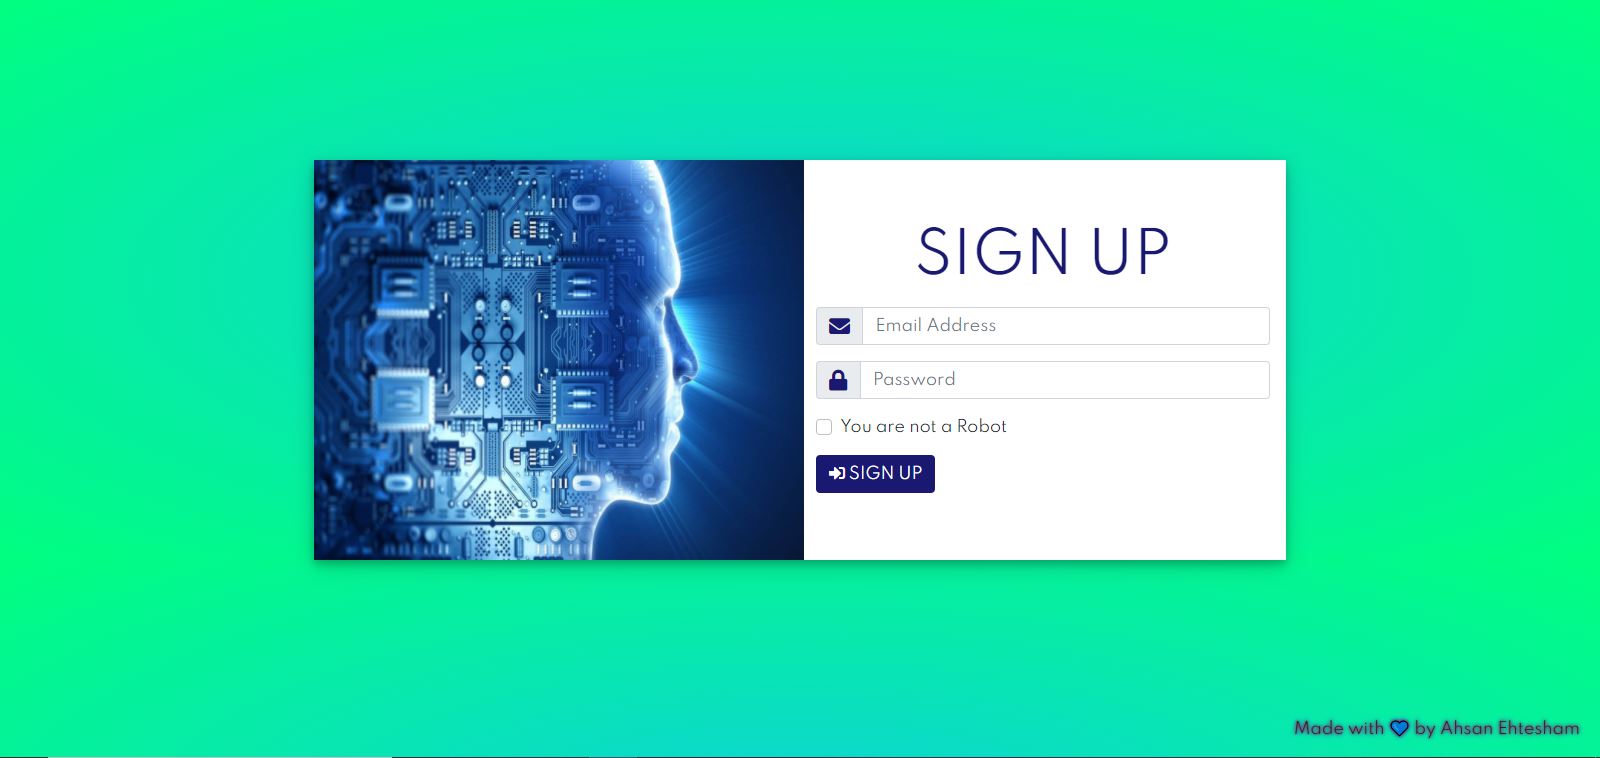 SIGN UP
Email Address
Password
You are not a Robot
SIGN UP
Made with 💙 by Ahsan Ehtesham